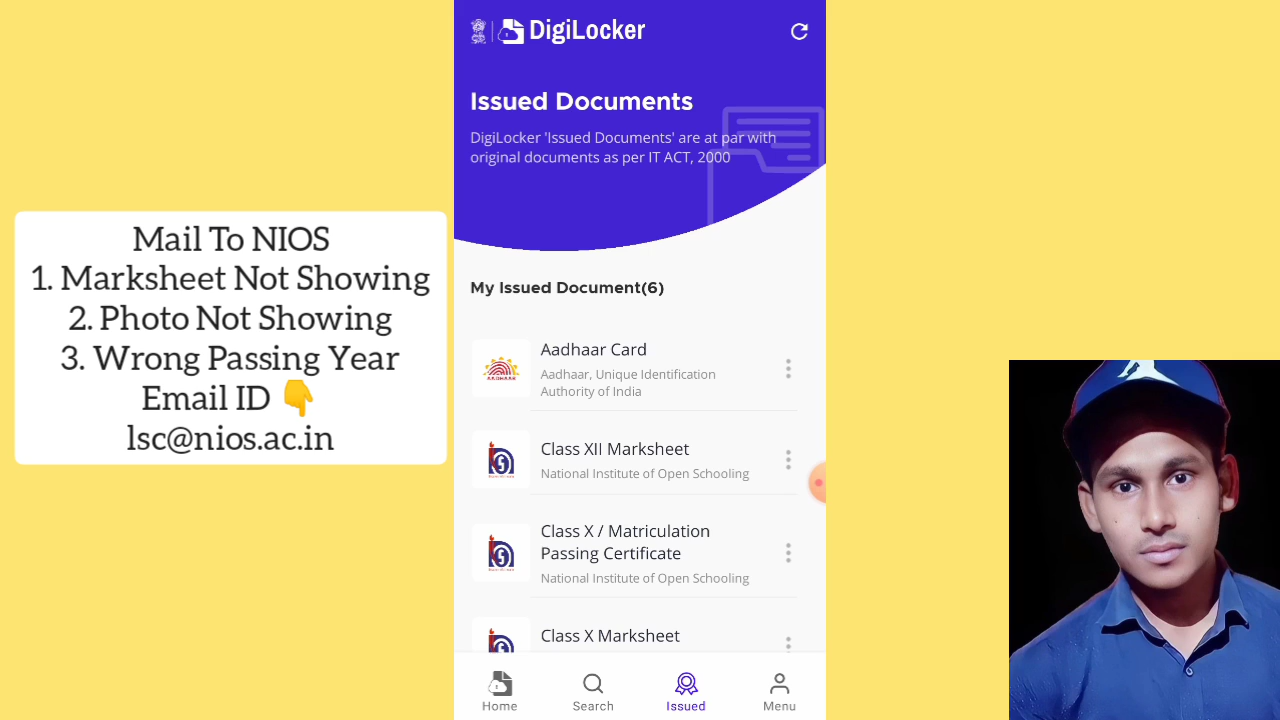 Mail To NIOS
1. Marksheet Not Showing
2. Photo Not Showing
3. Wrong Passing Year
Email ID 👇
lsc@nios.ac.in
DigiLocker
Issued Documents
DigiLocker 'Issued Documents' are at par with
original documents as per IT ACT, 2000
My Issued Document(6)
Aadhaar Card
Aadhaar, Unique Identification
Authority of India
AADHAAR
Class XII Marksheet
National Institute of Open Schooling
Class X / Matriculation
Passing Certificate
National Institute of Open Schooling
Class X Marksheet
Home
Search
Issued
Menu